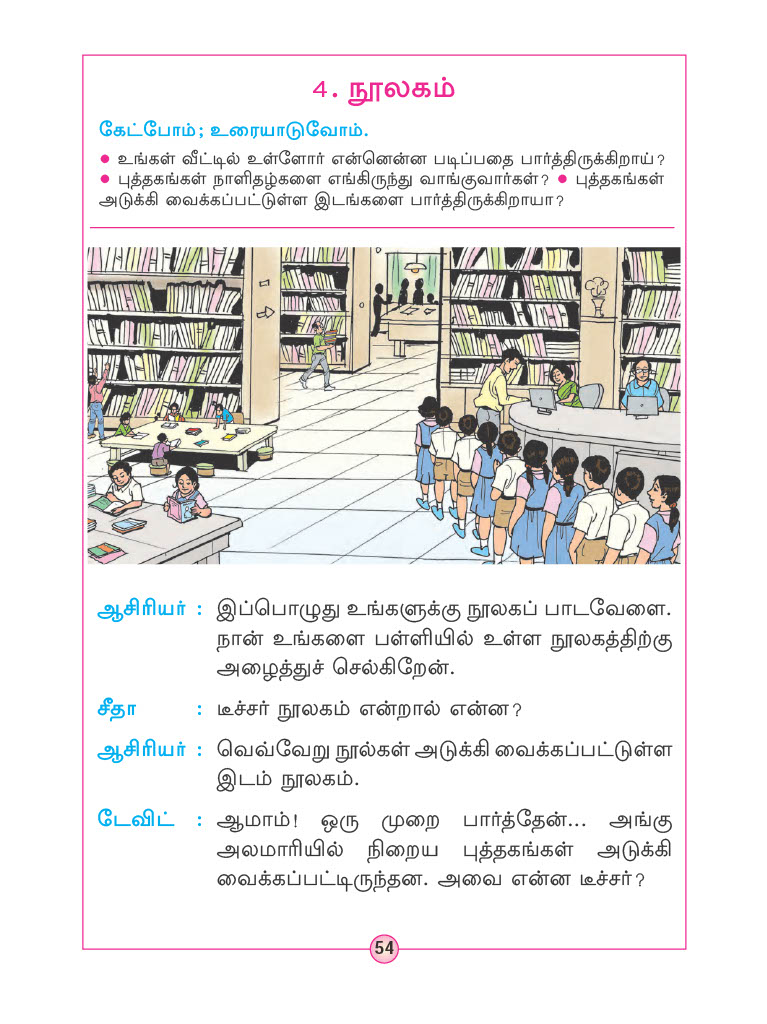 4. நூலகம்
கேட்போம்; உரையாடுவோம்.
● உங்கள் வீட்டில் உள்ளோர் என்னென்ன படிப்பதை பார்த்திருக்கிறாய்?
● புத்தகங்கள் நாளிதழ்களை எங்கிருந்து வாங்குவார்கள்? ● புத்தகங்கள்
அடுக்கி வைக்கப்பட்டுள்ள இடங்களை பார்த்திருக்கிறாயா?
ஆசிரியர் : இப்பொழுது உங்களுக்கு நூலகப் பாடவேளை.
நான் உங்களை பள்ளியில் உள்ள நூலகத்திற்கு
அழைத்துச் செல்கிறேன்.
சீதா : டீச்சர் நூலகம் என்றால் என்ன?
ஆசிரியர் : வெவ்வேறு நூல்கள் அடுக்கி வைக்கப்பட்டுள்ள
இடம் நூலகம்.
டேவிட் : ஆமாம்! ஒரு முறை பார்த்தேன்... அங்கு
அலமாரியில் நிறைய புத்தகங்கள் அடுக்கி
வைக்கப்பட்டிருந்தன. அவை என்ன டீச்சர்?
54